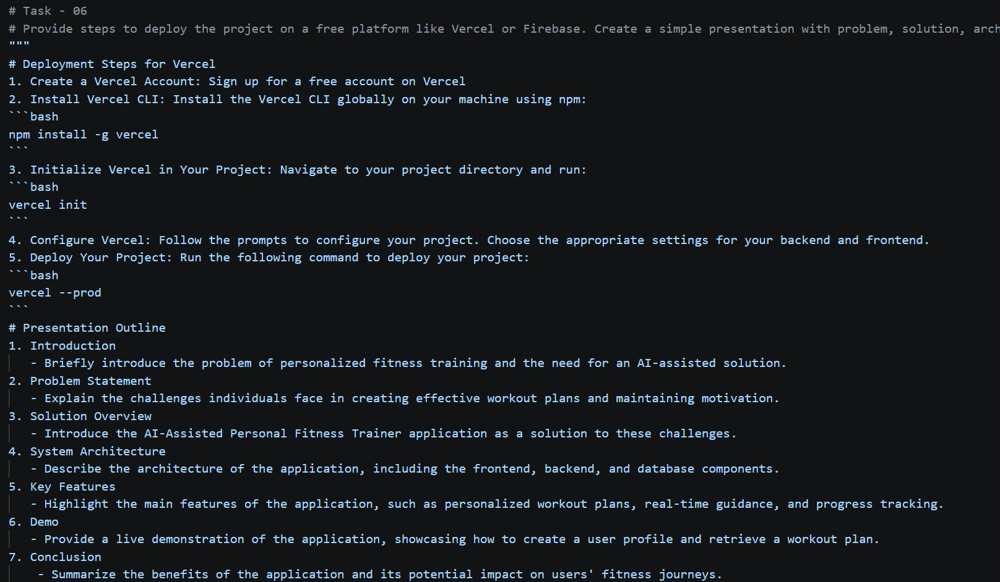 # Task - 06
# Provide steps to deploy the project on a free platform like Vercel or Firebase. Create a simple presentation with problem, solution, arch
"""
# Deployment Steps for Vercel
1. Create a Vercel Account: Sign up for a free account on Vercel
2. Install Vercel CLI: Install the Vercel CLI globally on your machine using npm:
```bash
npm install -g vercel
```
3. Initialize Vercel in Your Project: Navigate to your project directory and run:
```bash
vercel init
```
4. Configure Vercel: Follow the prompts to configure your project. Choose the appropriate settings for your backend and frontend.
5. Deploy Your Project: Run the following command to deploy your project:
```bash
vercel --prod
```
# Presentation Outline
1. Introduction
   - Briefly introduce the problem of personalized fitness training and the need for an AI-assisted solution.
2. Problem Statement
   - Explain the challenges individuals face in creating effective workout plans and maintaining motivation.
3. Solution Overview
   - Introduce the AI-Assisted Personal Fitness Trainer application as a solution to these challenges.
4. System Architecture
   - Describe the architecture of the application, including the frontend, backend, and database components.
5. Key Features
   - Highlight the main features of the application, such as personalized workout plans, real-time guidance, and progress tracking.
6. Demo
   - Provide a live demonstration of the application, showcasing how to create a user profile and retrieve a workout plan.
7. Conclusion
    - Summarize the benefits of the application and its potential impact on users' fitness journeys.